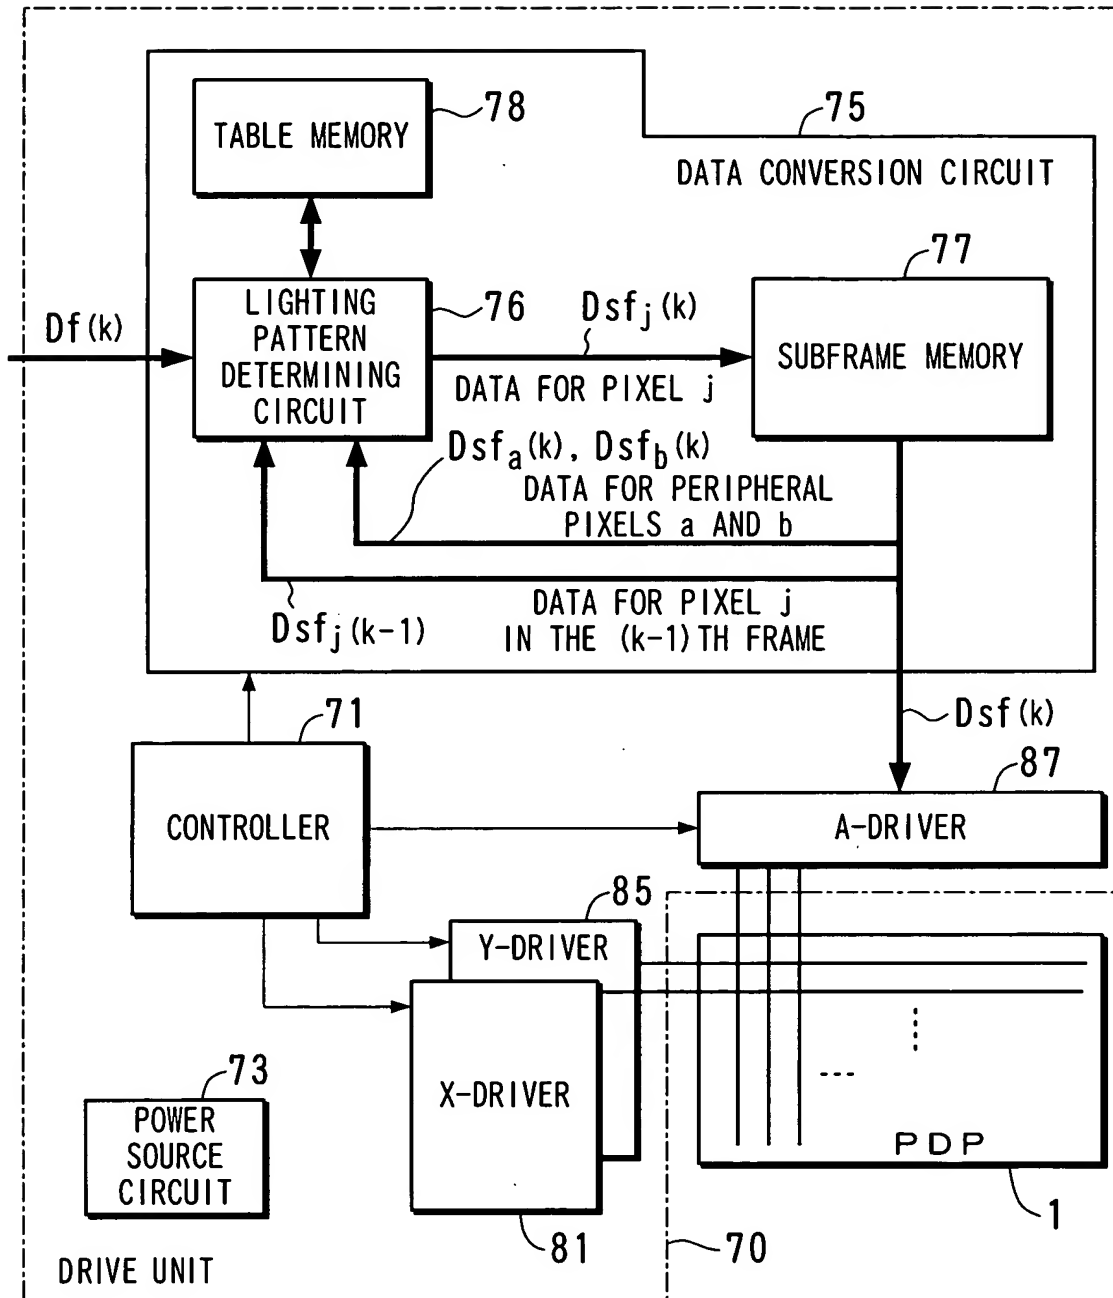 78
TABLE MEMORY
75
DATA CONVERSION CIRCUIT
77
Df(k)
LIGHTING
PATTERN
DETERMINING
CIRCUIT
76
Dsfj(k)
DATA FOR PIXEL j
SUBFRAME MEMORY
Dsfa(k), Dsfb(k)
DATA FOR PERIPHERAL
PIXELS a AND b
Dsfj(k-1)
DATA FOR PIXEL j
IN THE (k-1)TH FRAME
71
CONTROLLER
Dsf(k)
87
A-DRIVER
85
Y-DRIVER
X-DRIVER
81
73
POWER
SOURCE
CIRCUIT
PDP
1
70
DRIVE UNIT